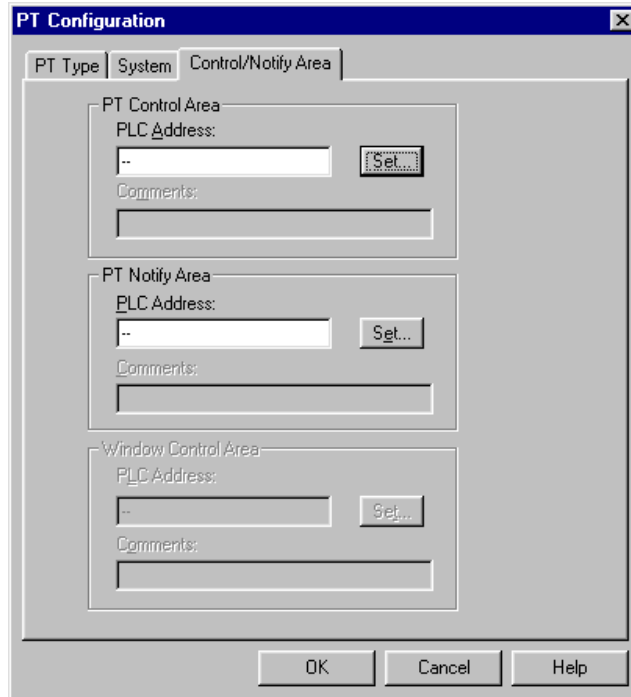 PT Configuration
PT Type System Control/Notify Area
PT Control Area
PLC Address:
-- Set...
Comments:
PT Notify Area
PLC Address:
-- Set...
Comments:
Window Control Area
PLC Address:
-- Set...
Comments:
OK Cancel Help